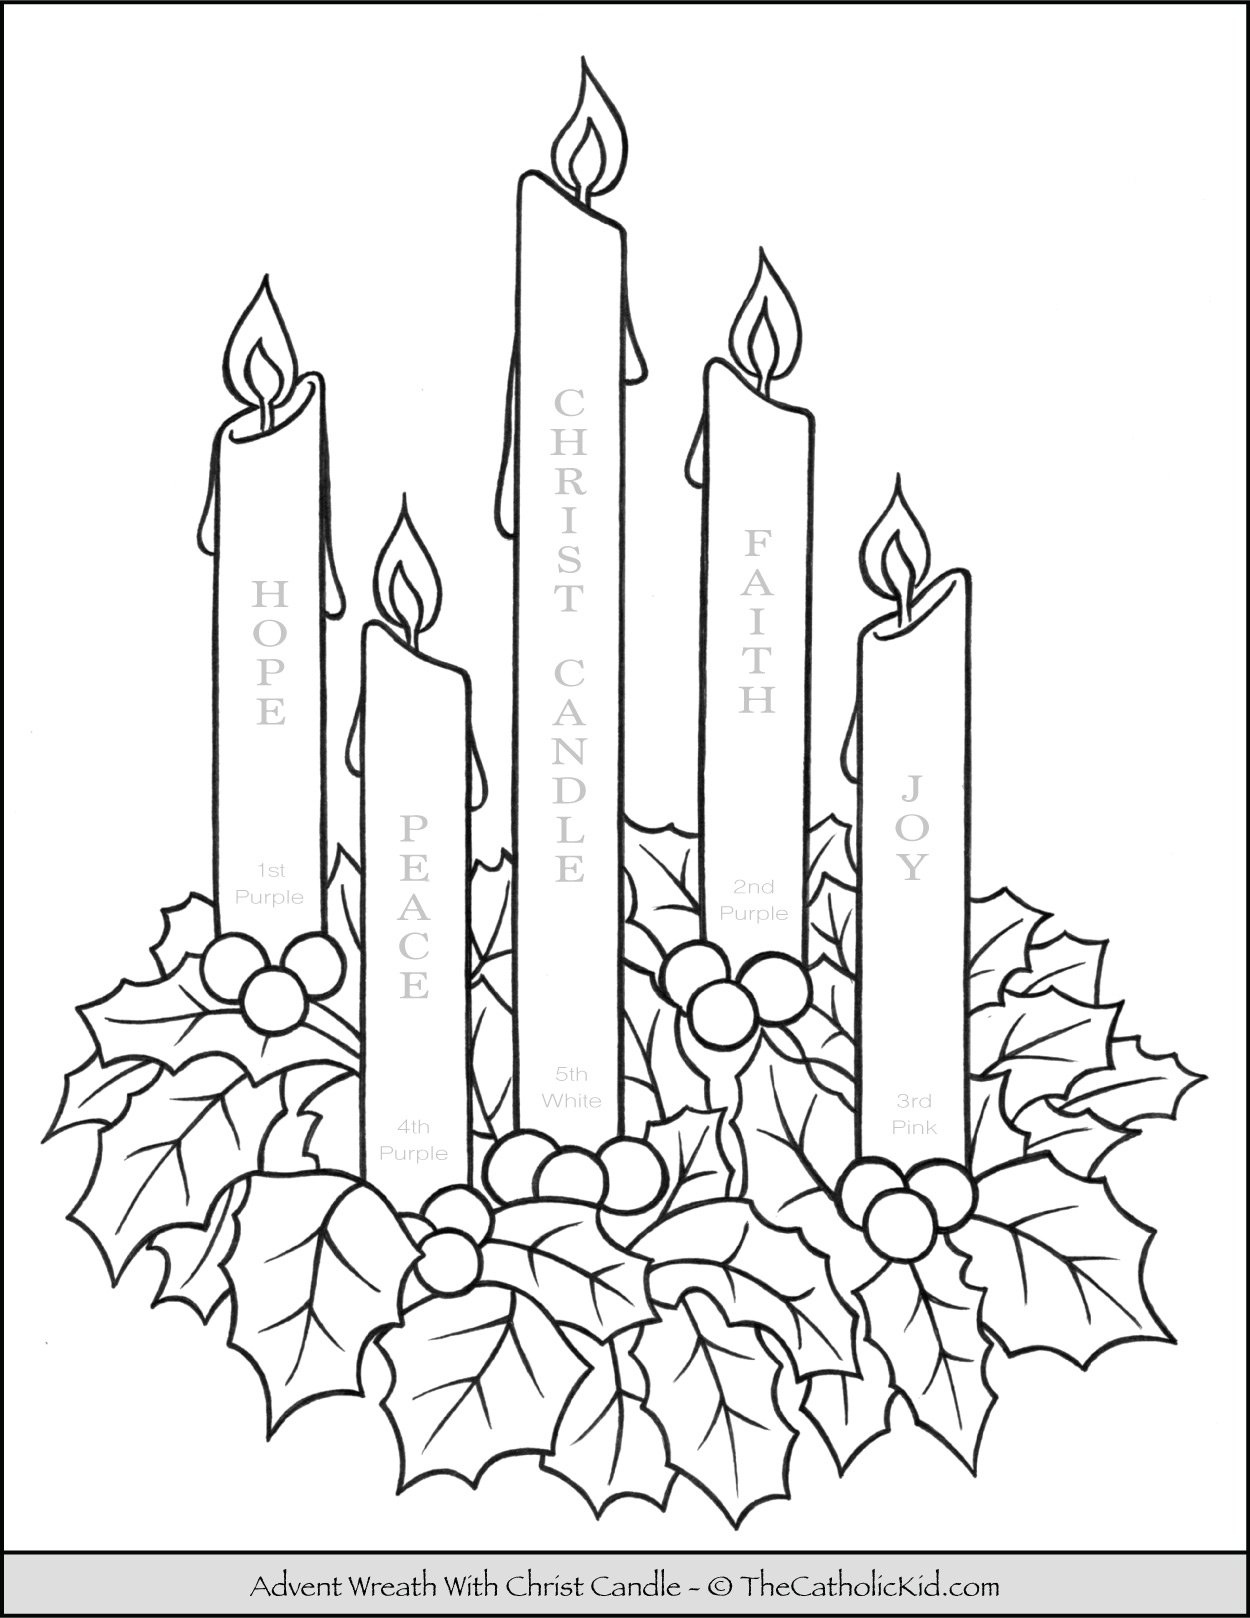 HOPE
1st
Purple
PEACE
4th
Purple
CHRIST CANDLE
5th
White
FAITH
2nd
Purple
JOY
3rd
Pink
Advent Wreath With Christ Candle - © TheCatholicKid.com